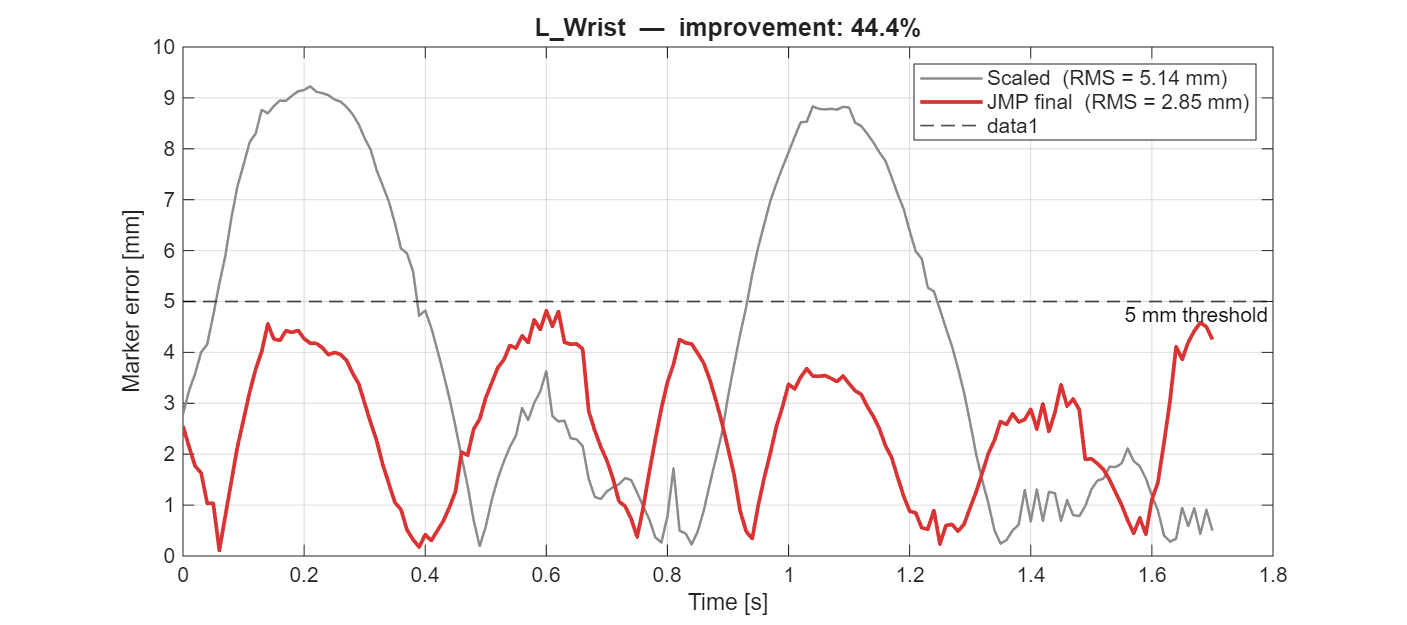 L_Wrist — improvement: 44.4%
10
9
8
7
6
5
4
3
2
1
0
Marker error [mm]
Scaled (RMS = 5.14 mm)
JMP final (RMS = 2.85 mm)
data1
5 mm threshold
0 0.2 0.4 0.6 0.8 1 1.2 1.4 1.6 1.8
Time [s]